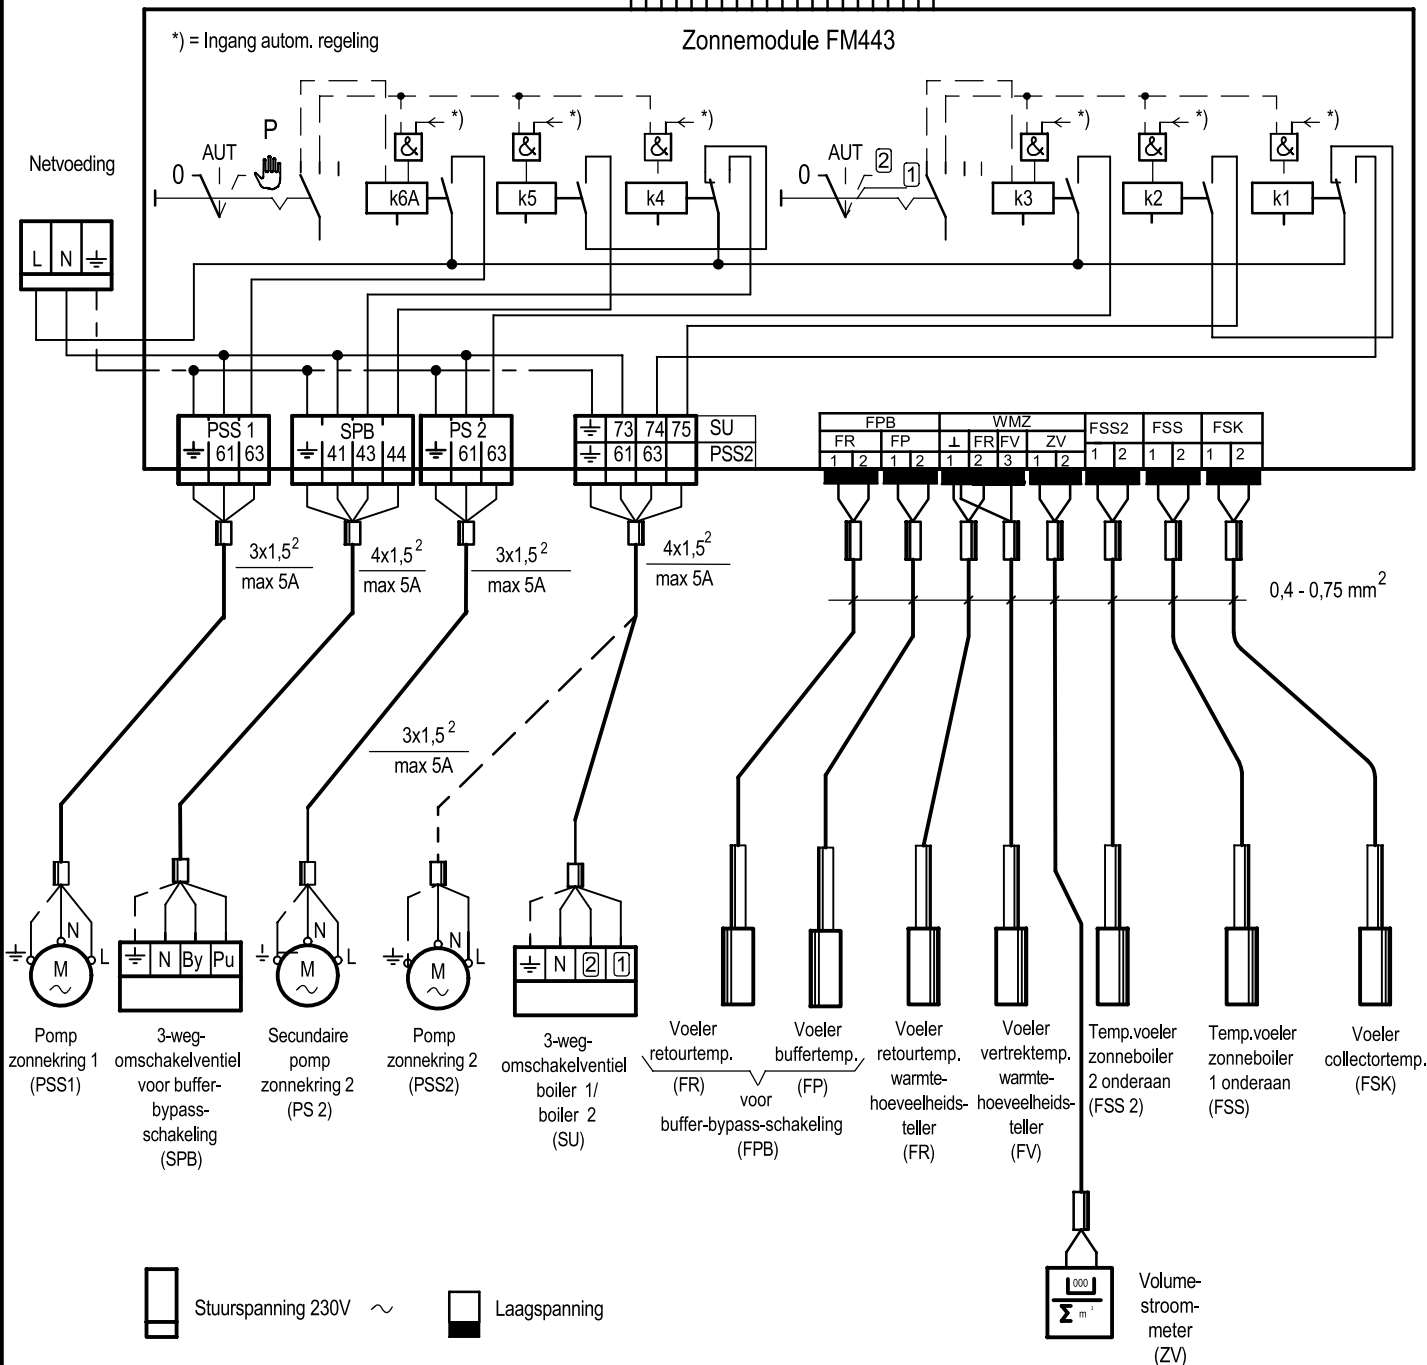 *) = Ingang autom. regeling
Zonnemodule FM443
Netvoeding
0 AUT P
& *) & *) & *)
k6A k5 k4
0 AUT 2 1
& *) & *) & *)
k3 k2 k1
L N
PSS 1
61 63
SPB
41 43 44
PS 2
61 63
73 74 75 SU
61 63 PSS2
FPB WMZ FSS2 FSS FSK
FR FP ⊥ FR FV ZV
1 2 1 2 1 2 3 1 2 1 2 1 2 1 2
3x1,5²
max 5A
4x1,5²
max 5A
3x1,5²
max 5A
4x1,5²
max 5A
0,4 - 0,75 mm²
3x1,5²
max 5A
N L M ~
N By Pu
N L M ~
N L M ~
N 2 1
Pomp
zonnekring 1
(PSS1)
3-weg-
omschakelventiel
voor buffer-
bypass-
schakeling
(SPB)
Secundaire
pomp
zonnekring 2
(PS 2)
Pomp
zonnekring 2
(PSS2)
3-weg-
omschakelventiel
boiler 1/
boiler 2
(SU)
Voeler
retourtemp.
(FR)
Voeler
buffertemp.
(FP)
voor
buffer-bypass-schakeling
(FPB)
Voeler
retourtemp.
warmte-
hoeveelheids-
teller
(FR)
Voeler
vertrektemp.
warmte-
hoeveelheids-
teller
(FV)
Temp.voeler
zonneboiler
2 onderaan
(FSS 2)
Temp.voeler
zonneboiler
1 onderaan
(FSS)
Voeler
collectortemp.
(FSK)
000
Σ m³
Volume-
stroom-
meter
(ZV)
Stuurspanning 230V ~
Laagspanning